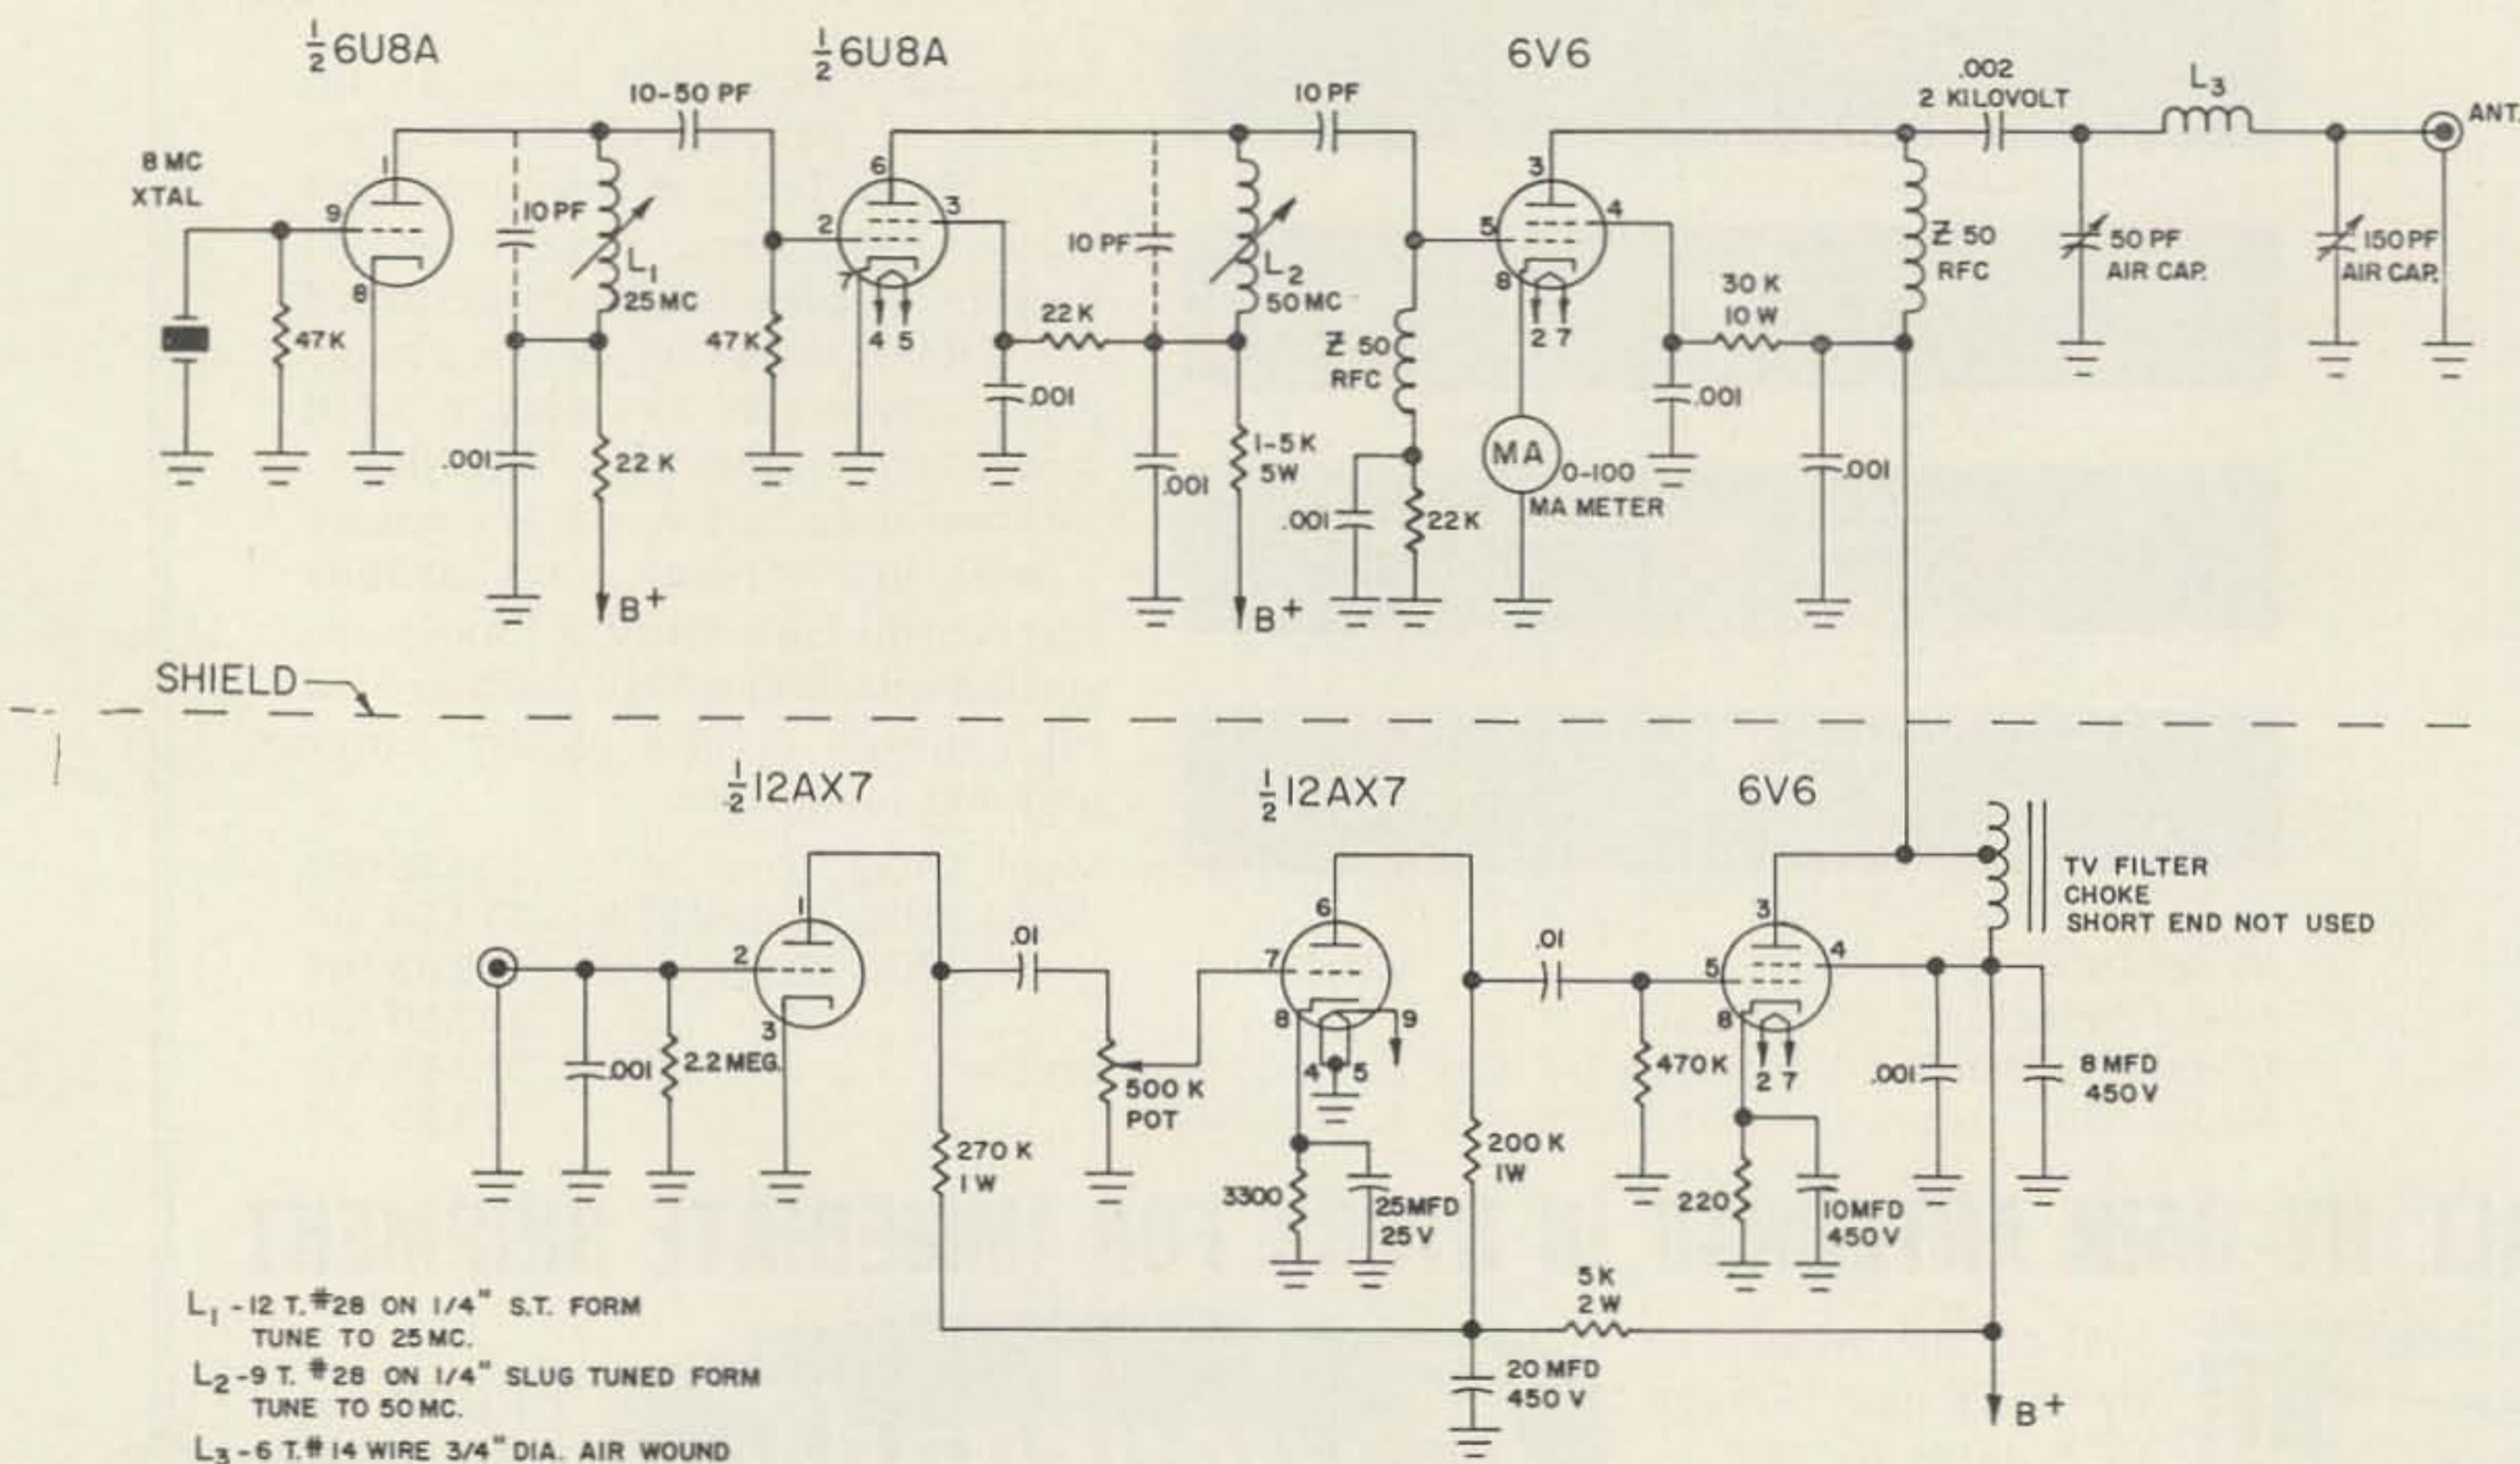 ½ 6U8A
½ 6U8A
6V6
10-50 PF
10 PF
.002
2 KILOVOLT
L3
ANT.
8 MC
XTAL
9
1
8
47K
10 PF
L1
25 MC
.001
22 K
B+
2
6
3
7
4 5
47K
22 K
.001
10 PF
L2
50 MC
.001
1-5 K
5W
B+
Z 50
RFC
.001
22 K
5
3
4
8
2 7
MA
0-100
MA METER
30 K
10 W
.001
.001
Z 50
RFC
50 PF
AIR CAP.
150 PF
AIR CAP.
SHIELD
½ 12AX7
½ 12AX7
6V6
1
2
3
.001
2.2 MEG.
.01
500 K
POT
270 K
1 W
6
7
8
9
4 5
3300
25 MFD
25 V
.01
200 K
1W
470 K
3
4
5
8
2 7
220
10 MFD
450 V
.001
8 MFD
450 V
TV FILTER
CHOKE
SHORT END NOT USED
5 K
2 W
20 MFD
450 V
B+
L1 -12 T. #28 ON 1/4" S.T. FORM
TUNE TO 25 MC.
L2 -9 T. #28 ON 1/4" SLUG TUNED FORM
TUNE TO 50 MC.
L3 -6 T. #14 WIRE 3/4" DIA. AIR WOUND